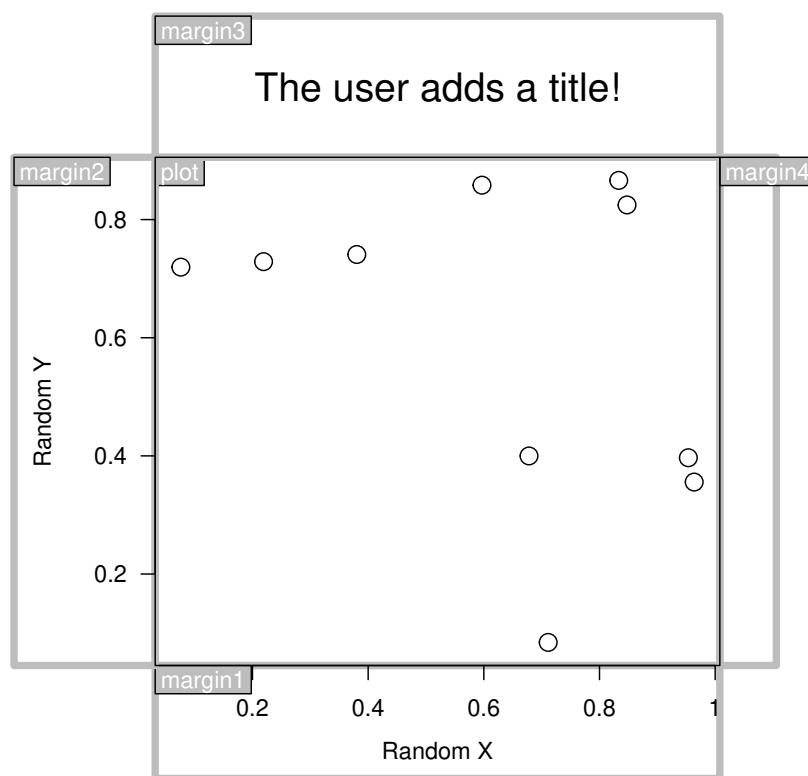 margin3
The user adds a title!
margin2
plot
margin4
0.8
0.6
0.4
0.2
Random Y
margin1
0.2 0.4 0.6 0.8 1
Random X